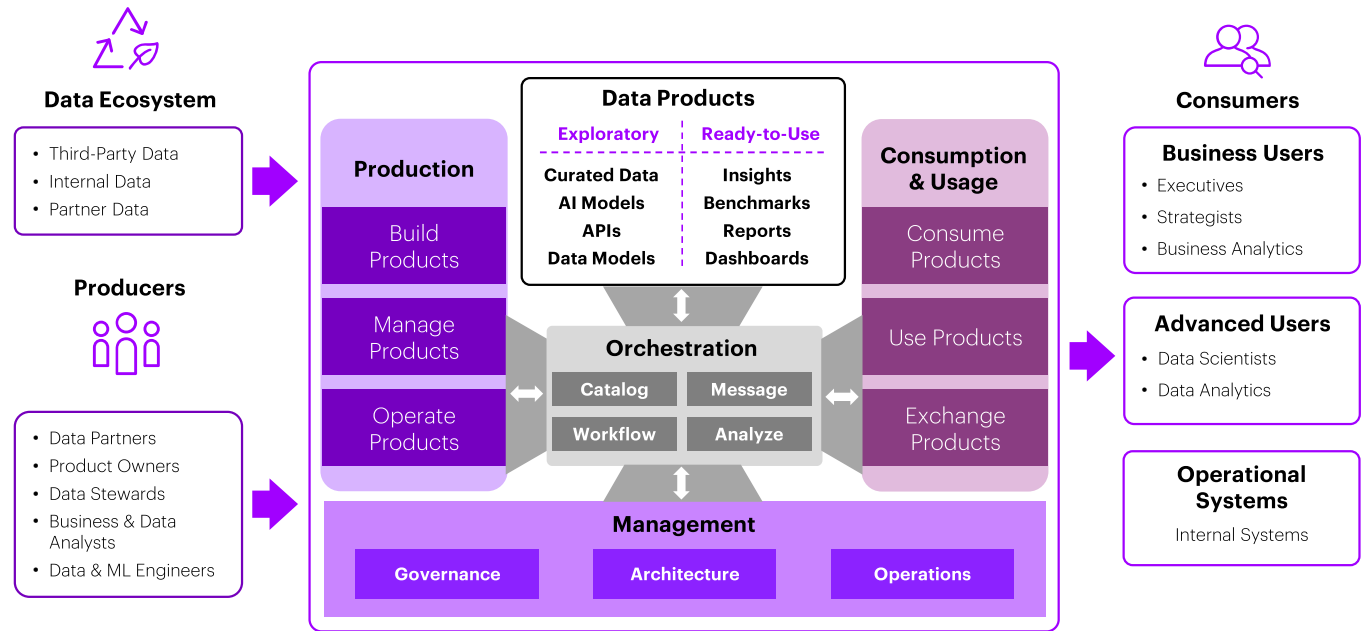 Data Ecosystem
• Third-Party Data
• Internal Data
• Partner Data
Producers
• Data Partners
• Product Owners
• Data Stewards
• Business & Data
Analysts
• Data & ML Engineers
Production
Build
Products
Manage
Products
Operate
Products
Data Products
Exploratory
Curated Data
AI Models
APIs
Data Models
Ready-to-Use
Insights
Benchmarks
Reports
Dashboards
Orchestration
Catalog
Message
Workflow
Analyze
Consumption
& Usage
Consume
Products
Use Products
Exchange
Products
Management
Governance
Architecture
Operations
Consumers
Business Users
• Executives
• Strategists
• Business Analytics
Advanced Users
• Data Scientists
• Data Analytics
Operational
Systems
Internal Systems